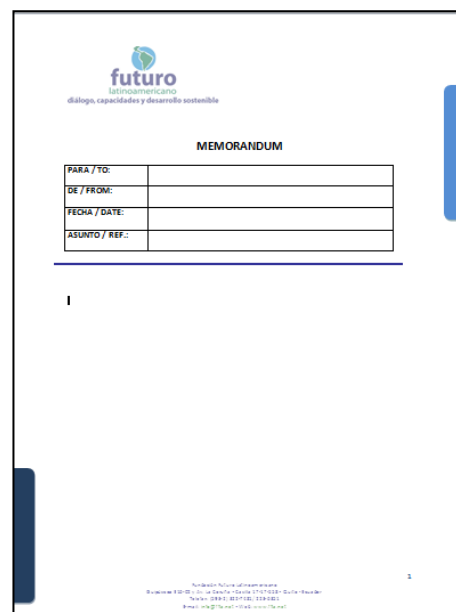 futuro
latinoamericano
diálogo, capacidades y desarrollo sostenible
MEMORANDUM
PARA / TO:
DE / FROM:
FECHA / DATE:
ASUNTO / REF.:
1
Fundación Futuro Latinoamericano